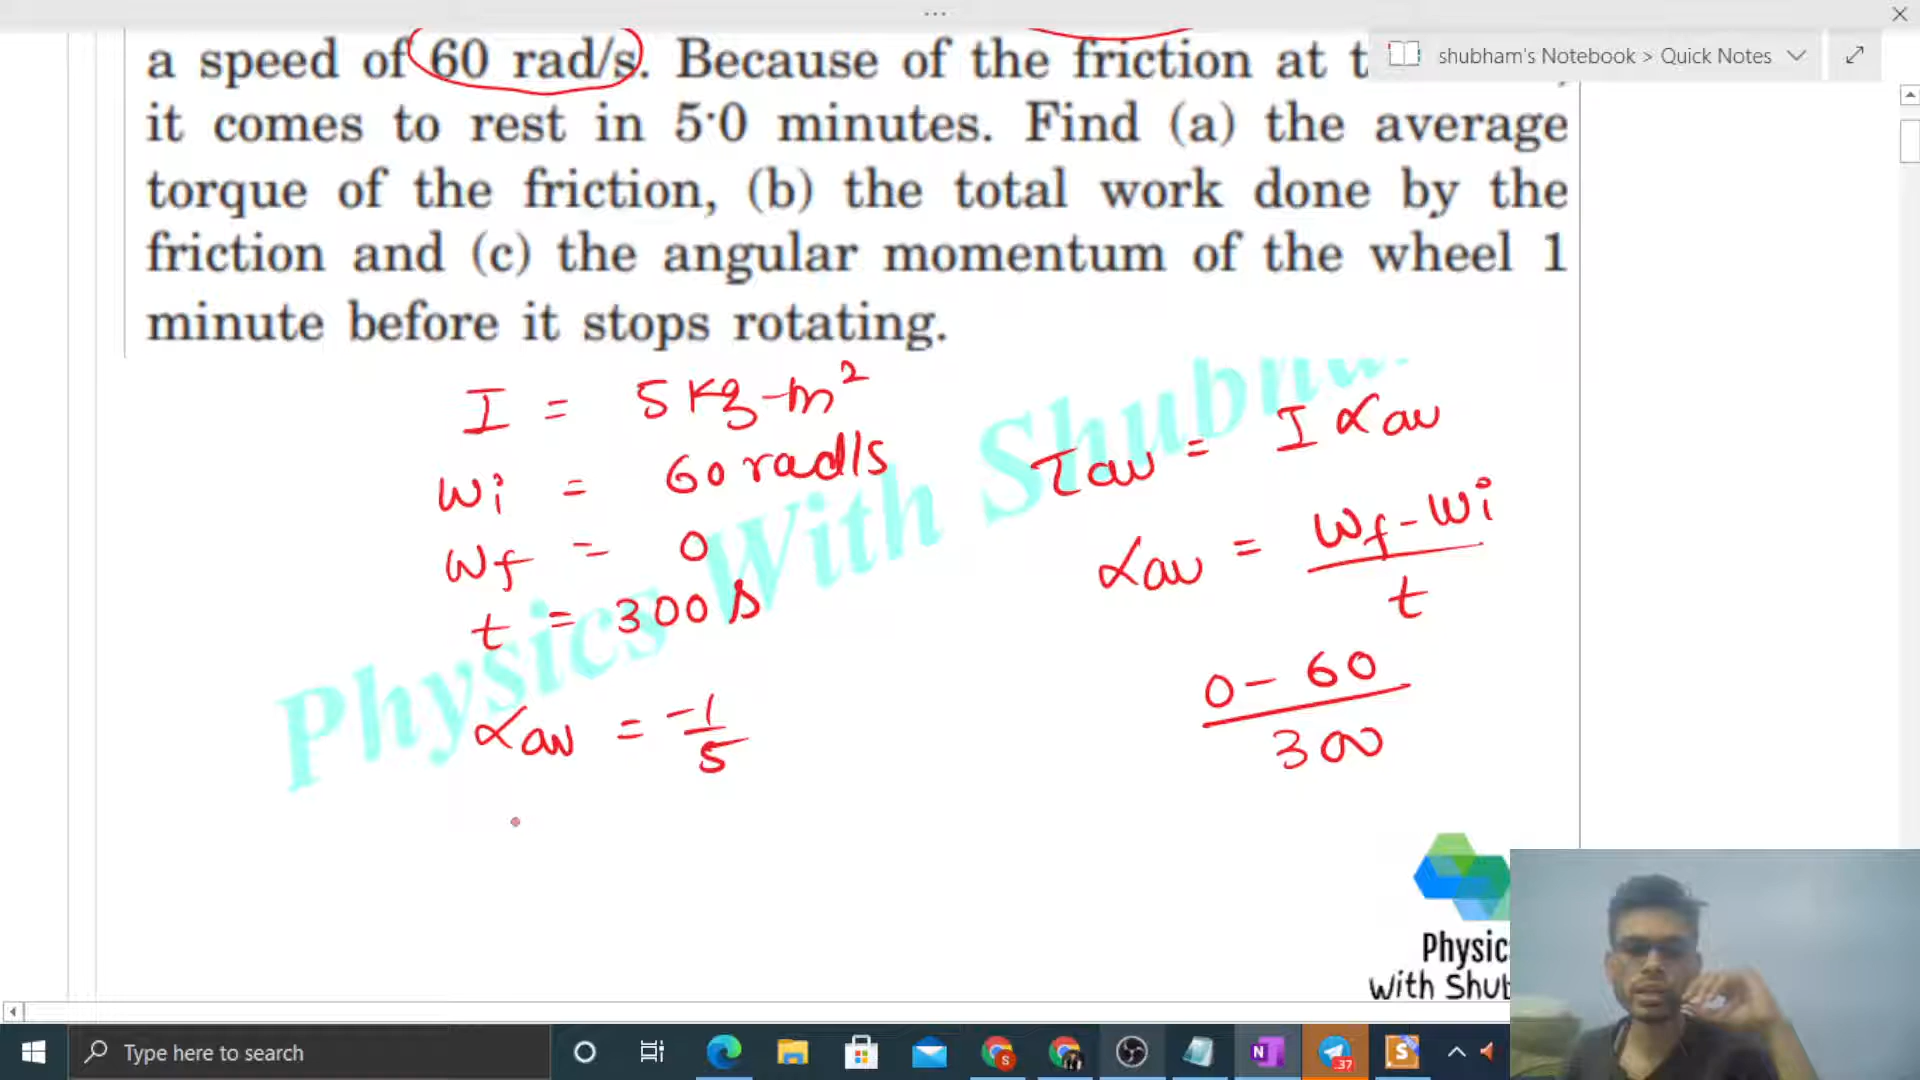 shubham's Notebook > Quick Notes
a speed of 60 rad/s. Because of the friction at
it comes to rest in 5·0 minutes. Find (a) the average
torque of the friction, (b) the total work done by the
friction and (c) the angular momentum of the wheel 1
minute before it stops rotating.
I = 5 Kg-m²
ωi = 60 rad/s
ωf = 0
t = 300 s
αav = -1/5
τav = I αav
αav = ωf - ωi / t
0 - 60 / 300
Physics With Shubh
Physic
With Shub
Type here to search
S
N
37
S